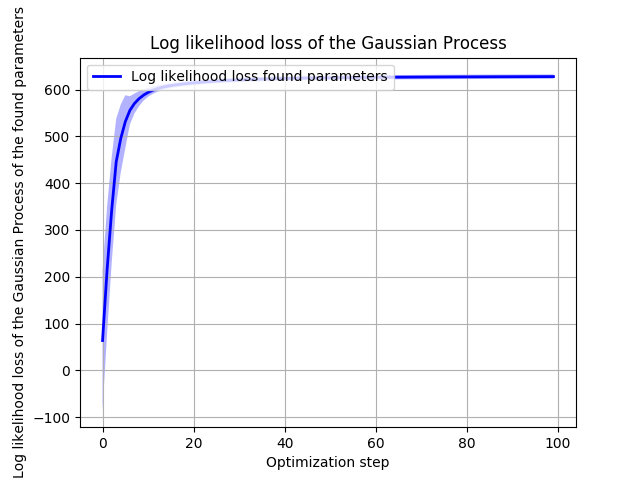 Log likelihood loss of the Gaussian Process
Log likelihood loss of the Gaussian Process of the found parameters
Log likelihood loss found parameters
600
500
400
300
200
100
0
−100
0 20 40 60 80 100
Optimization step